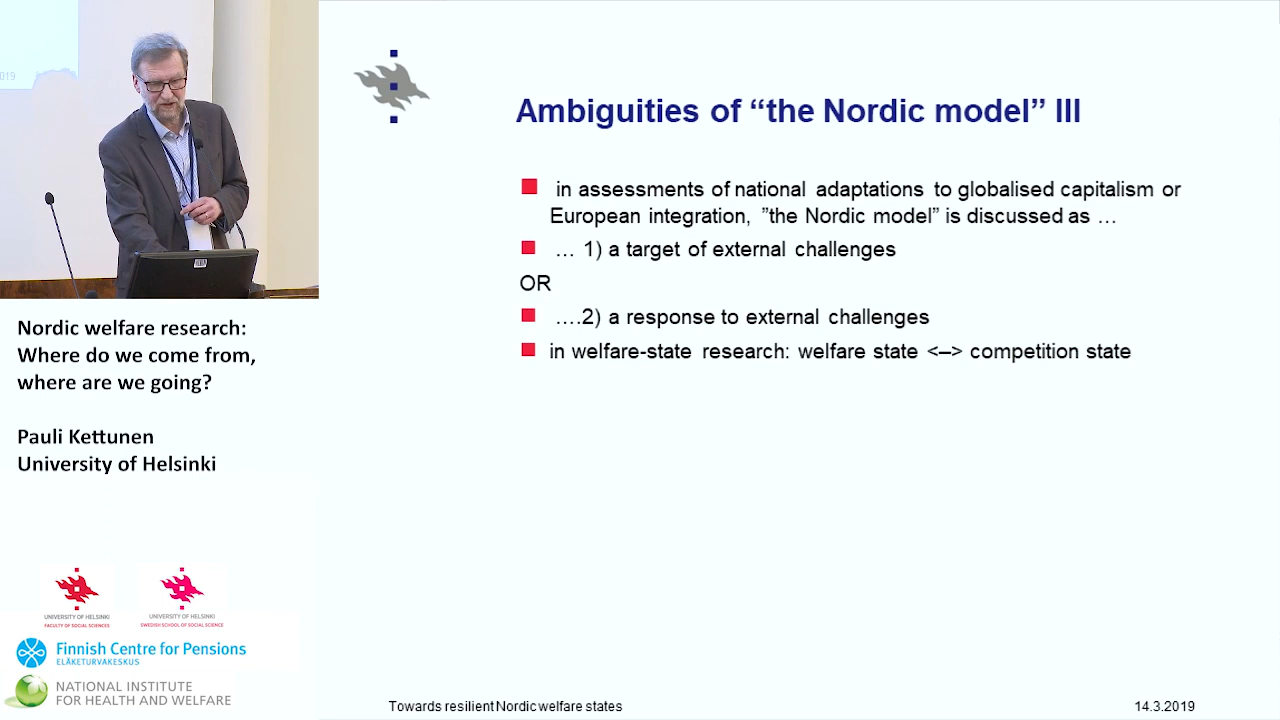 019
Nordic welfare research:
Where do we come from,
where are we going?
Pauli Kettunen
University of Helsinki
UNIVERSITY OF HELSINKI
FACULTY OF SOCIAL SCIENCES
UNIVERSITY OF HELSINKI
SWEDISH SCHOOL OF SOCIAL SCIENCE
Finnish Centre for Pensions
ELÄKETURVAKESKUS
NATIONAL INSTITUTE
FOR HEALTH AND WELFARE
Ambiguities of “the Nordic model” III
in assessments of national adaptations to globalised capitalism or
European integration, ”the Nordic model” is discussed as …
… 1) a target of external challenges
OR
….2) a response to external challenges
in welfare-state research: welfare state <–> competition state
Towards resilient Nordic welfare states
14.3.2019